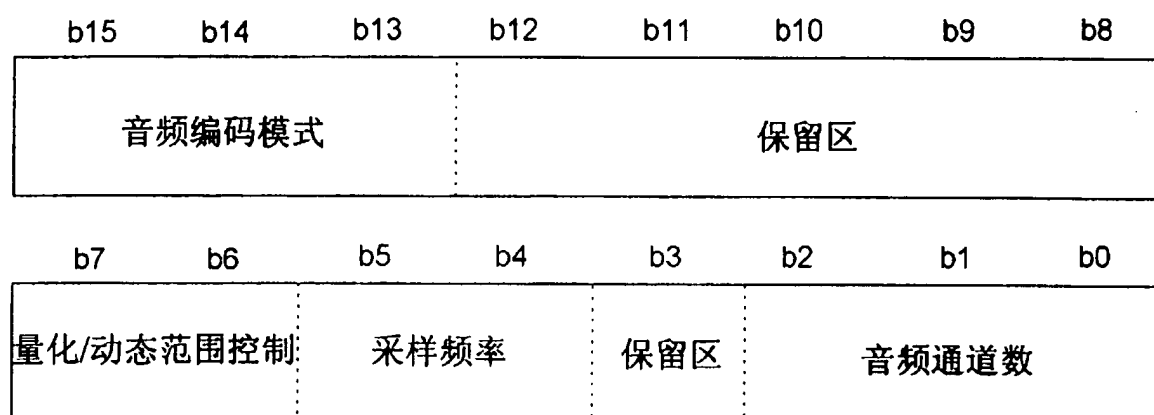 b15 b14 b13 b12 b11 b10 b9 b8
音频编码模式 保留区
b7 b6 b5 b4 b3 b2 b1 b0
量化/动态范围控制 采样频率 保留区 音频通道数